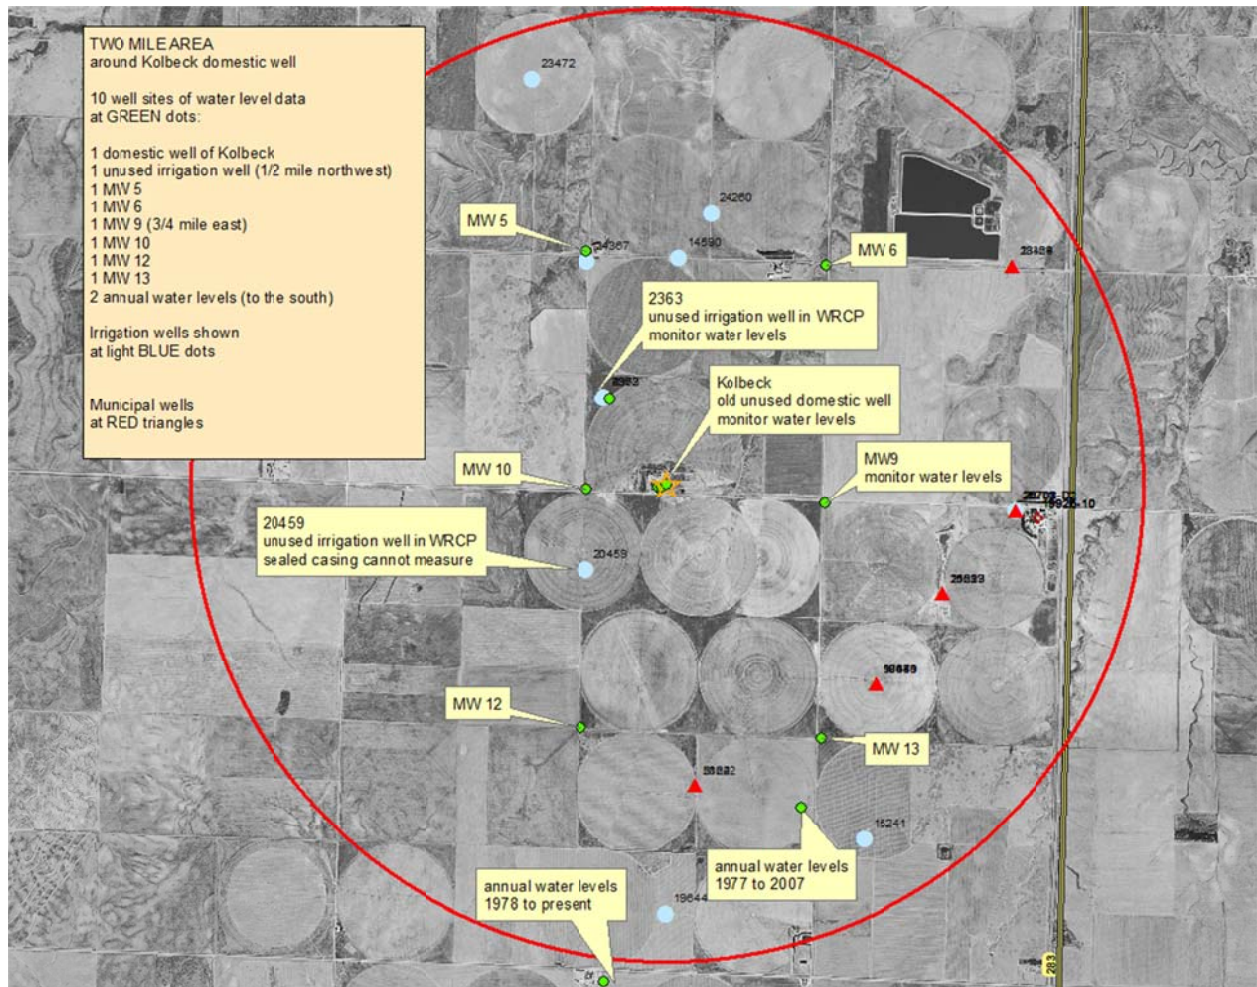 TWO MILE AREA
around Kolbeck domestic well
10 well sites of water level data
at GREEN dots:
1 domestic well of Kolbeck
1 unused irrigation well (1/2 mile northwest)
1 MW 5
1 MW 6
1 MW 9 (3/4 mile east)
1 MW 10
1 MW 12
1 MW 13
2 annual water levels (to the south)
Irrigation wells shown
at light BLUE dots
Municipal wells
at RED triangles
23472
24260
MW 5
24367
14590
MW 6
2363
unused irrigation well in WRCP
monitor water levels
Kolbeck
old unused domestic well
monitor water levels
MW 10
MW9
monitor water levels
20459
unused irrigation well in WRCP
sealed casing cannot measure
20459
MW 12
MW 13
annual water levels
1977 to 2007
annual water levels
1978 to present
19644
283